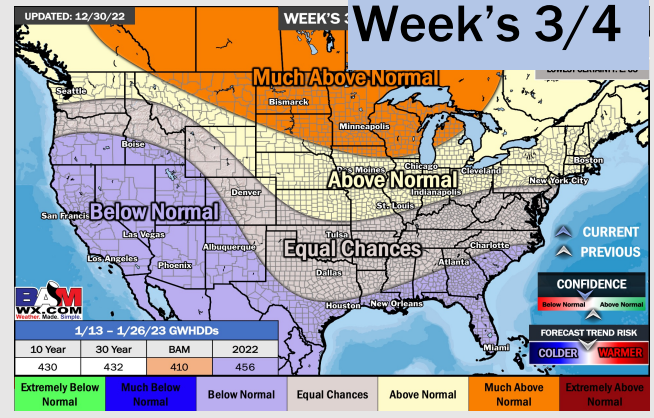 UPDATED: 12/30/22
WEEK'S 3
Week's 3/4
Much Above Normal
Seattle
Bismarck
Minneapolis
Boise
Des Moines
Chicago
Cleveland
Boston
New York City
Above Normal
Indianapolis
Denver
St. Louis
San Francis
Below Normal
Las Vegas
Albuquerque
Tulsa
Equal Chances
Charlotte
Los Angeles
Phoenix
Dallas
Atlanta
Houston
New Orleans
Miami
CURRENT
PREVIOUS
CONFIDENCE
Below Normal
Above Normal
FORECAST TREND RISK
COLDER
WARMER
BAM
WX.COM
Weather. Made. Simple.
1/13 – 1/26/23 GWHDDs
10 Year 30 Year BAM 2022
430 432 410 456
Extremely Below Normal
Much Below Normal
Below Normal
Equal Chances
Above Normal
Much Above Normal
Extremely Above Normal